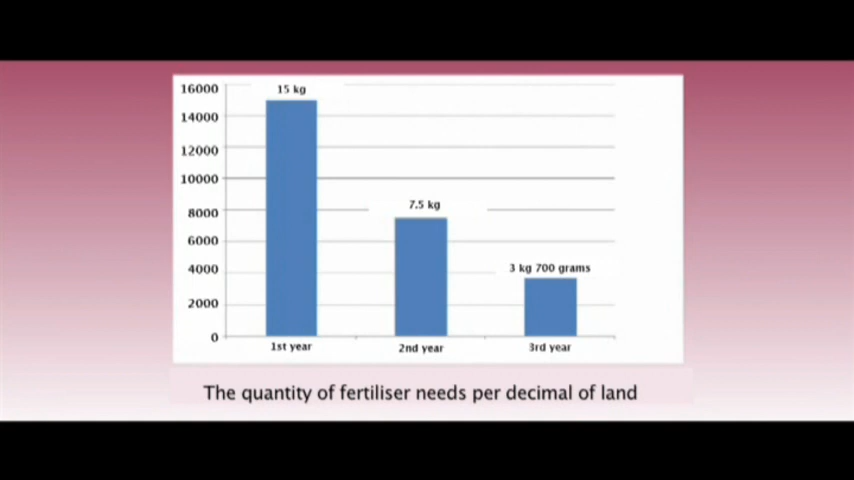 16000
15 kg
14000
12000
10000
8000
7.5 kg
6000
4000
3 kg 700 grams
2000
0
1st year
2nd year
3rd year
The quantity of fertiliser needs per decimal of land